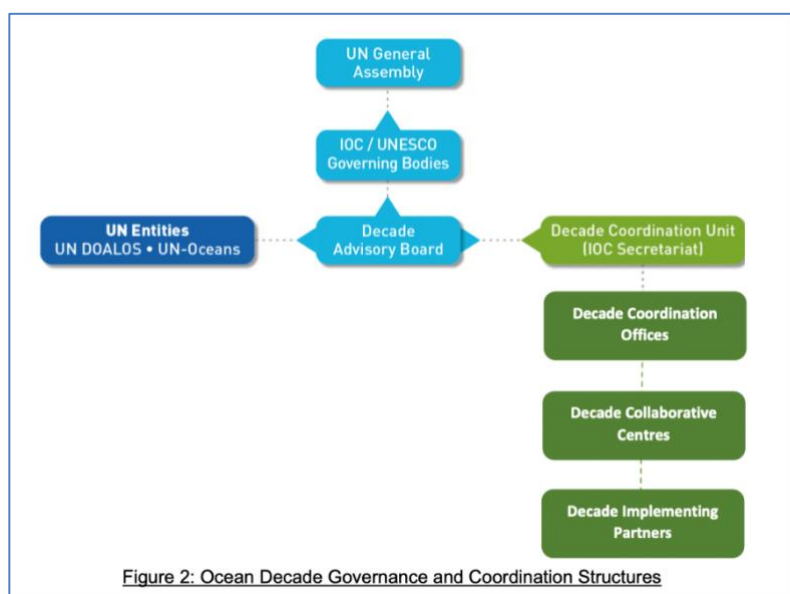 UN General
Assembly
IOC / UNESCO
Governing Bodies
UN Entities
UN DOALOS • UN-Oceans
Decade
Advisory Board
Decade Coordination Unit
(IOC Secretariat)
Decade Coordination
Offices
Decade Collaborative
Centres
Decade Implementing
Partners
Figure 2: Ocean Decade Governance and Coordination Structures